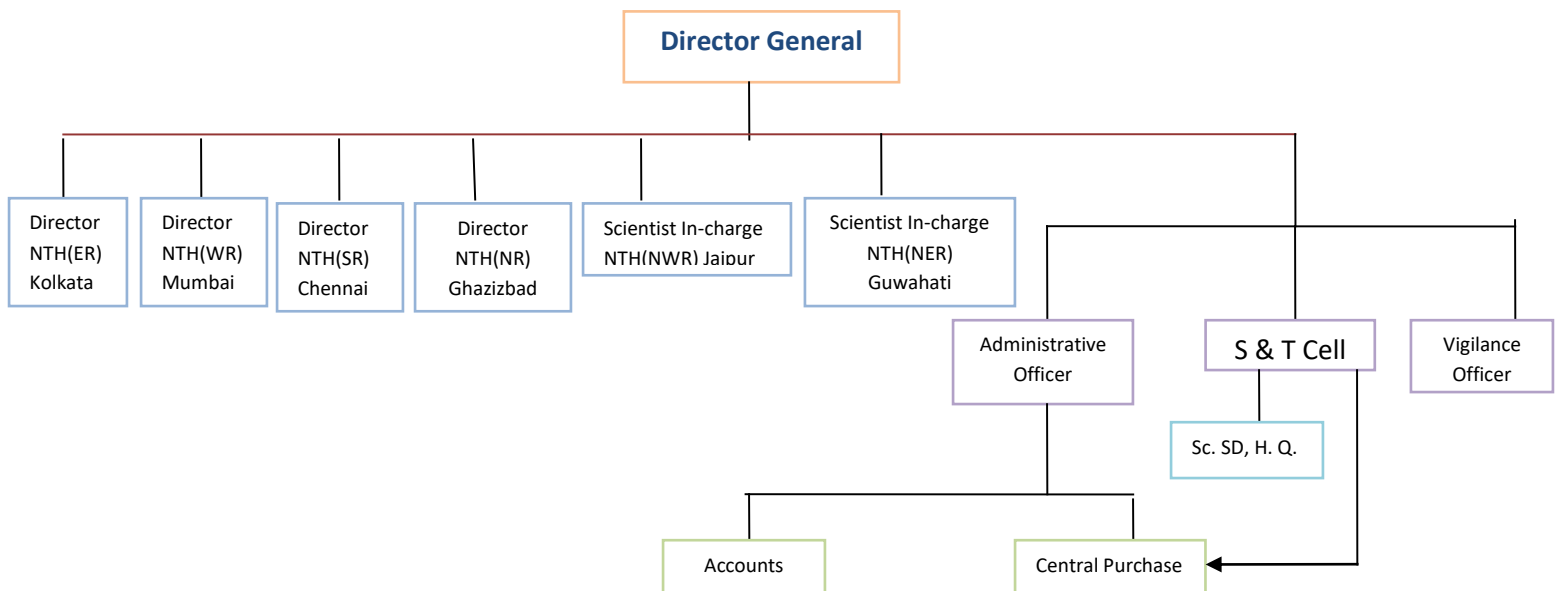 Director General
Director
NTH(ER)
Kolkata
Director
NTH(WR)
Mumbai
Director
NTH(SR)
Chennai
Director
NTH(NR)
Ghazizbad
Scientist In-charge
NTH(NWR) Jaipur
Scientist In-charge
NTH(NER)
Guwahati
Administrative
Officer
S & T Cell
Vigilance
Officer
Sc. SD, H. Q.
Accounts
Central Purchase